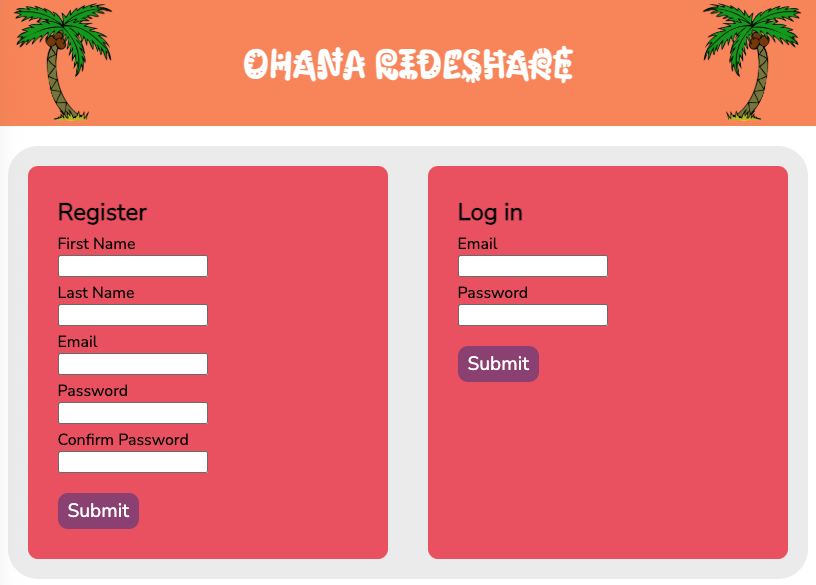 OHANA RIDESHARE
Register
First Name
Last Name
Email
Password
Confirm Password
Submit
Log in
Email
Password
Submit